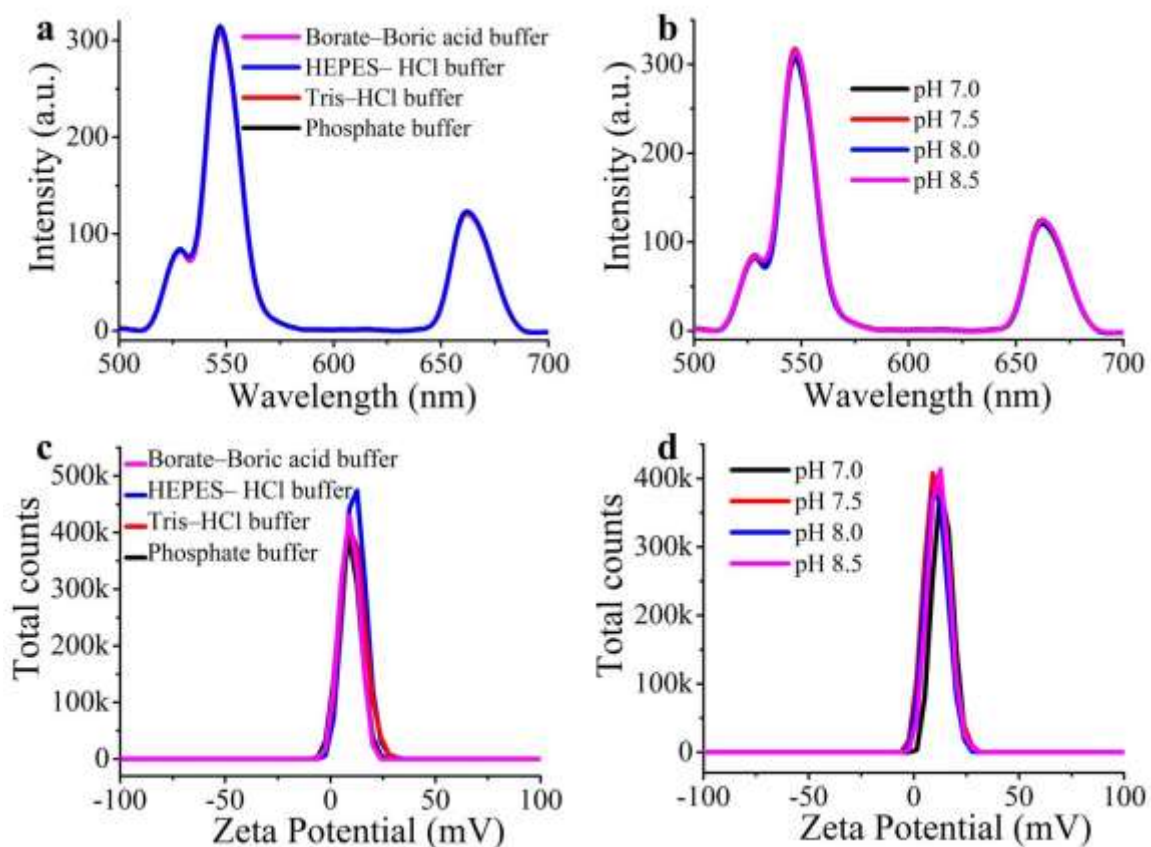 a
Borate–Boric acid buffer
HEPES– HCl buffer
Tris–HCl buffer
Phosphate buffer
Intensity (a.u.)
300
200
100
0
500 550 600 650 700
Wavelength (nm)
b
pH 7.0
pH 7.5
pH 8.0
pH 8.5
Intensity (a.u.)
300
200
100
0
500 550 600 650 700
Wavelength (nm)
c
Borate–Boric acid buffer
HEPES– HCl buffer
Tris–HCl buffer
Phosphate buffer
Total counts
500k
400k
300k
200k
100k
0
-100 -50 0 50 100
Zeta Potential (mV)
d
pH 7.0
pH 7.5
pH 8.0
pH 8.5
Total counts
400k
300k
200k
100k
0
-100 -50 0 50 100
Zeta Potential (mV)